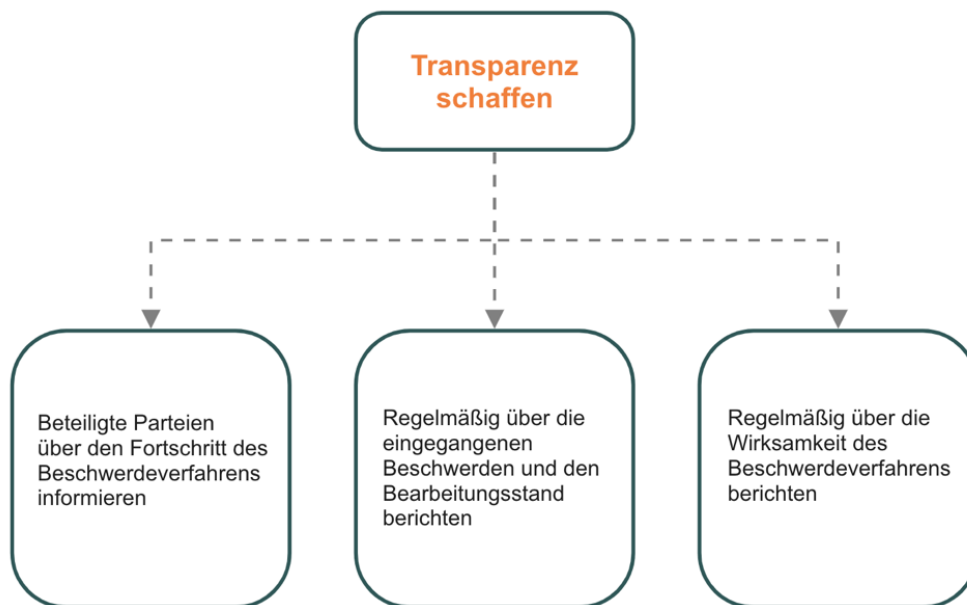 Transparenz
schaffen
Beteiligte Parteien
über den Fortschritt des
Beschwerdeverfahrens
informieren
Regelmäßig über die
eingegangenen
Beschwerden und den
Bearbeitungsstand
berichten
Regelmäßig über die
Wirksamkeit des
Beschwerdeverfahrens
berichten